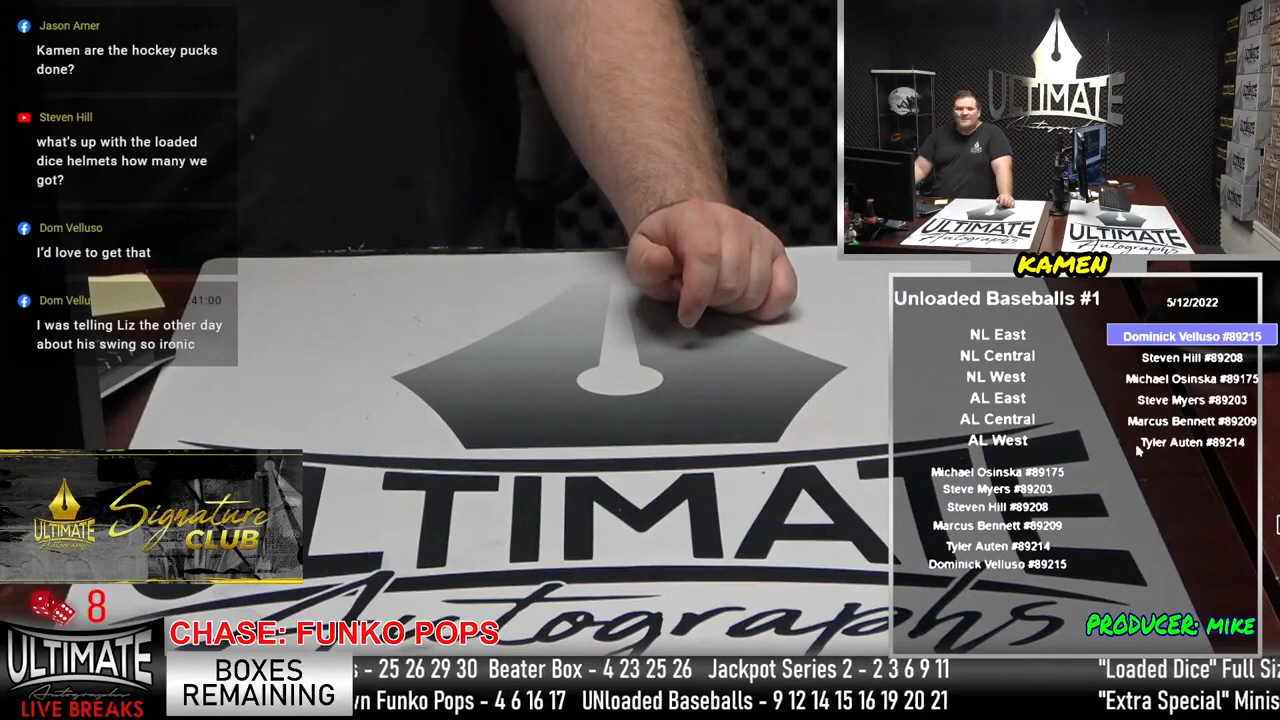 Jason Amer
Kamen are the hockey pucks
done?
Steven Hill
what's up with the loaded
dice helmets how many we
got?
Dom Velluso
I'd love to get that
Dom Velluso
41:00
I was telling Liz the other day
about his swing so ironic
ULTIMATE
Autographs
ULTIMATE
Autographs
ULTIMATE
Autographs
KAMEN
Unloaded Baseballs #1
5/12/2022
NL East
Dominick Velluso #89215
NL Central
Steven Hill #89208
NL West
Michael Osinska #89175
AL East
Steve Myers #89203
AL Central
Marcus Bennett #89209
AL West
Tyler Auten #89214
Michael Osinska #89175
Steve Myers #89203
Steven Hill #89208
Marcus Bennett #89209
Tyler Auten #89214
Dominick Velluso #89215
ULTIMATE
Autographs
ULTIMATE
Autographs
Signature
CLUB
8
CHASE: FUNKO POPS
PRODUCER: MIKE
ULTIMATE
Autographs
LIVE BREAKS
BOXES
REMAINING
s - 25 26 29 30 Beater Box - 4 23 25 26 Jackpot Series 2 - 2 3 6 9 11 "Loaded Dice" Full Siz
wn Funko Pops - 4 6 16 17 UNloaded Baseballs - 9 12 14 15 16 19 20 21 "Extra Special" Minis